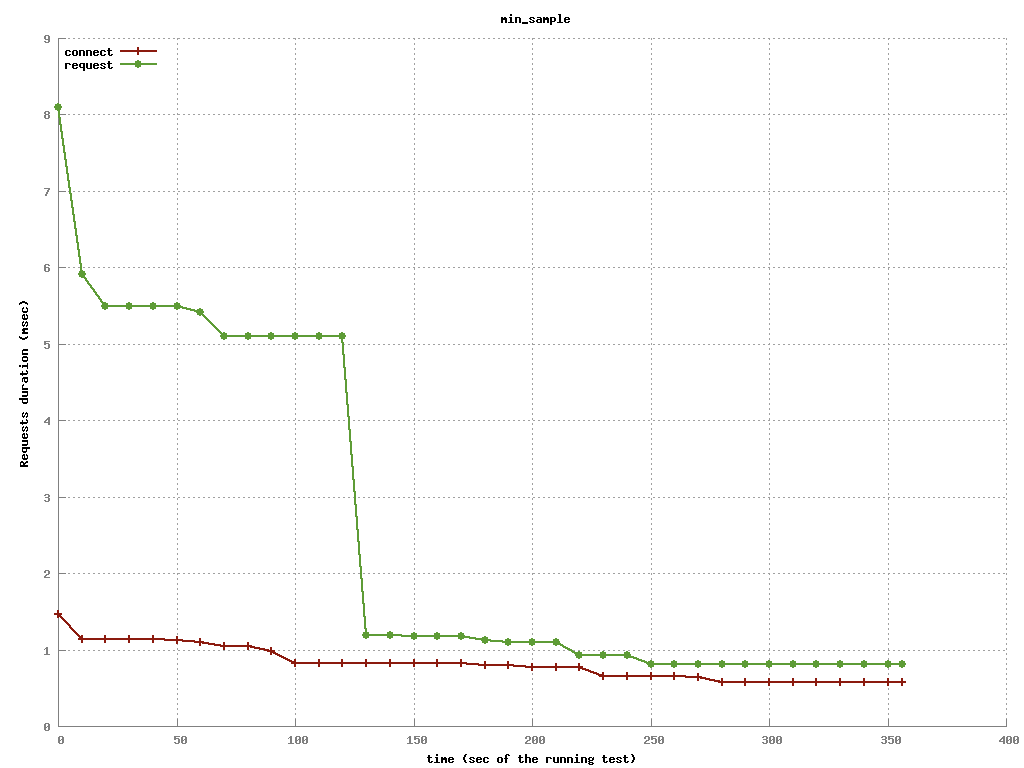 min_sample
connect
request
9
8
7
6
5
4
3
2
1
0
Requests duration (msec)
0 50 100 150 200 250 300 350 400
time (sec of the running test)